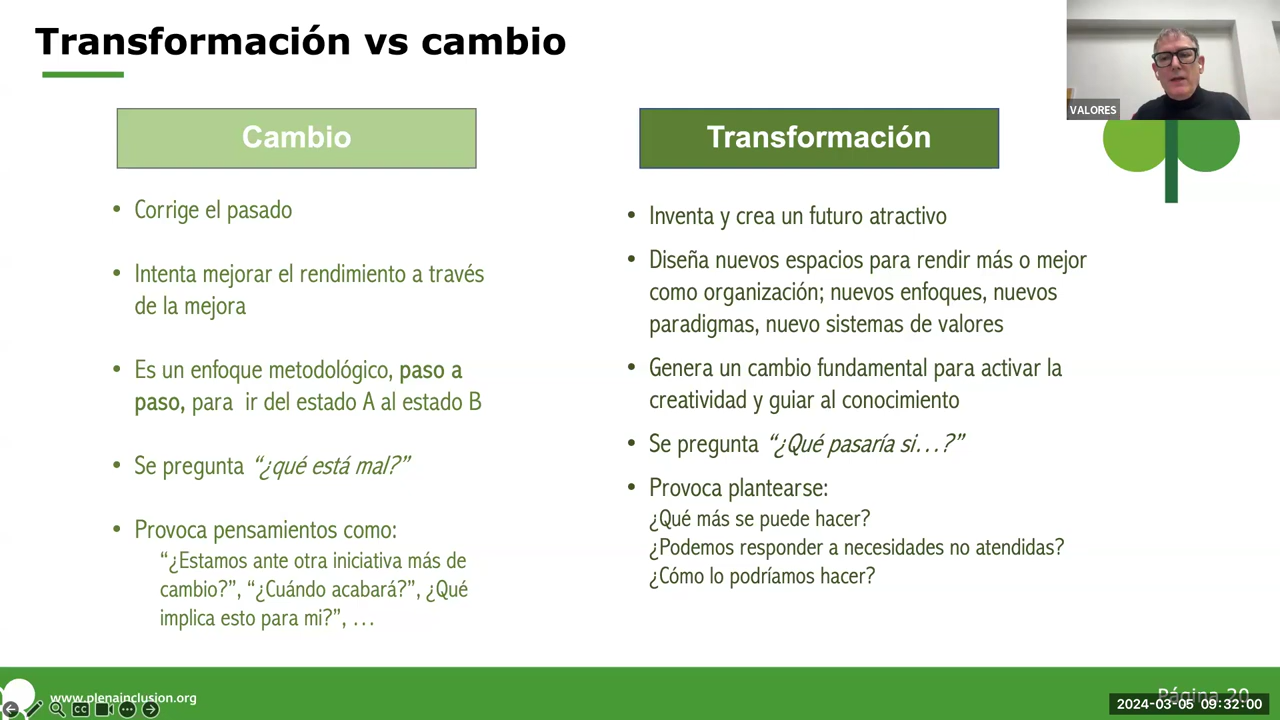 Transformación vs cambio
VALORES
Cambio
• Corrige el pasado
• Intenta mejorar el rendimiento a través
de la mejora
• Es un enfoque metodológico, paso a
paso, para ir del estado A al estado B
• Se pregunta “¿qué está mal?”
• Provoca pensamientos como:
“¿Estamos ante otra iniciativa más de
cambio?”, “¿Cuándo acabará?”, ¿Qué
implica esto para mi?”, …
Transformación
• Inventa y crea un futuro atractivo
• Diseña nuevos espacios para rendir más o mejor
como organización; nuevos enfoques, nuevos
paradigmas, nuevo sistemas de valores
• Genera un cambio fundamental para activar la
creatividad y guiar al conocimiento
• Se pregunta “¿Qué pasaría si…?”
• Provoca plantearse:
¿Qué más se puede hacer?
¿Podemos responder a necesidades no atendidas?
¿Cómo lo podríamos hacer?
www.plenainclusion.org
CC
Página 20
2024-03-05 09:32:00